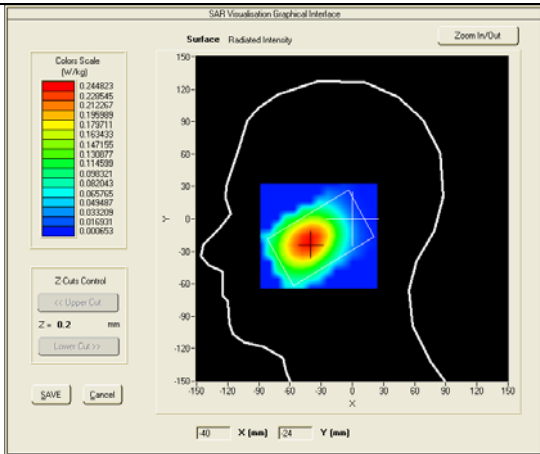 SAR Visualisation Graphical Interface
Surface Radiated Intensity
Zoom In/Out
Colors Scale
(W/kg)
0.244823
0.228545
0.212267
0.195989
0.179711
0.163433
0.147155
0.130877
0.114599
0.098321
0.082043
0.065765
0.049487
0.033209
0.016931
0.000653
150-
120-
90-
60-
30-
0-
-30-
-60-
-90-
-120-
-150-
Y
-150 -120 -90 -60 -30 0 30 60 90 120 150
X
Z-Cuts Control
<< Upper Cut
Z = 0.2 mm
Lower Cut >>
SAVE Cancel
-40 X (mm) -24 Y (mm)